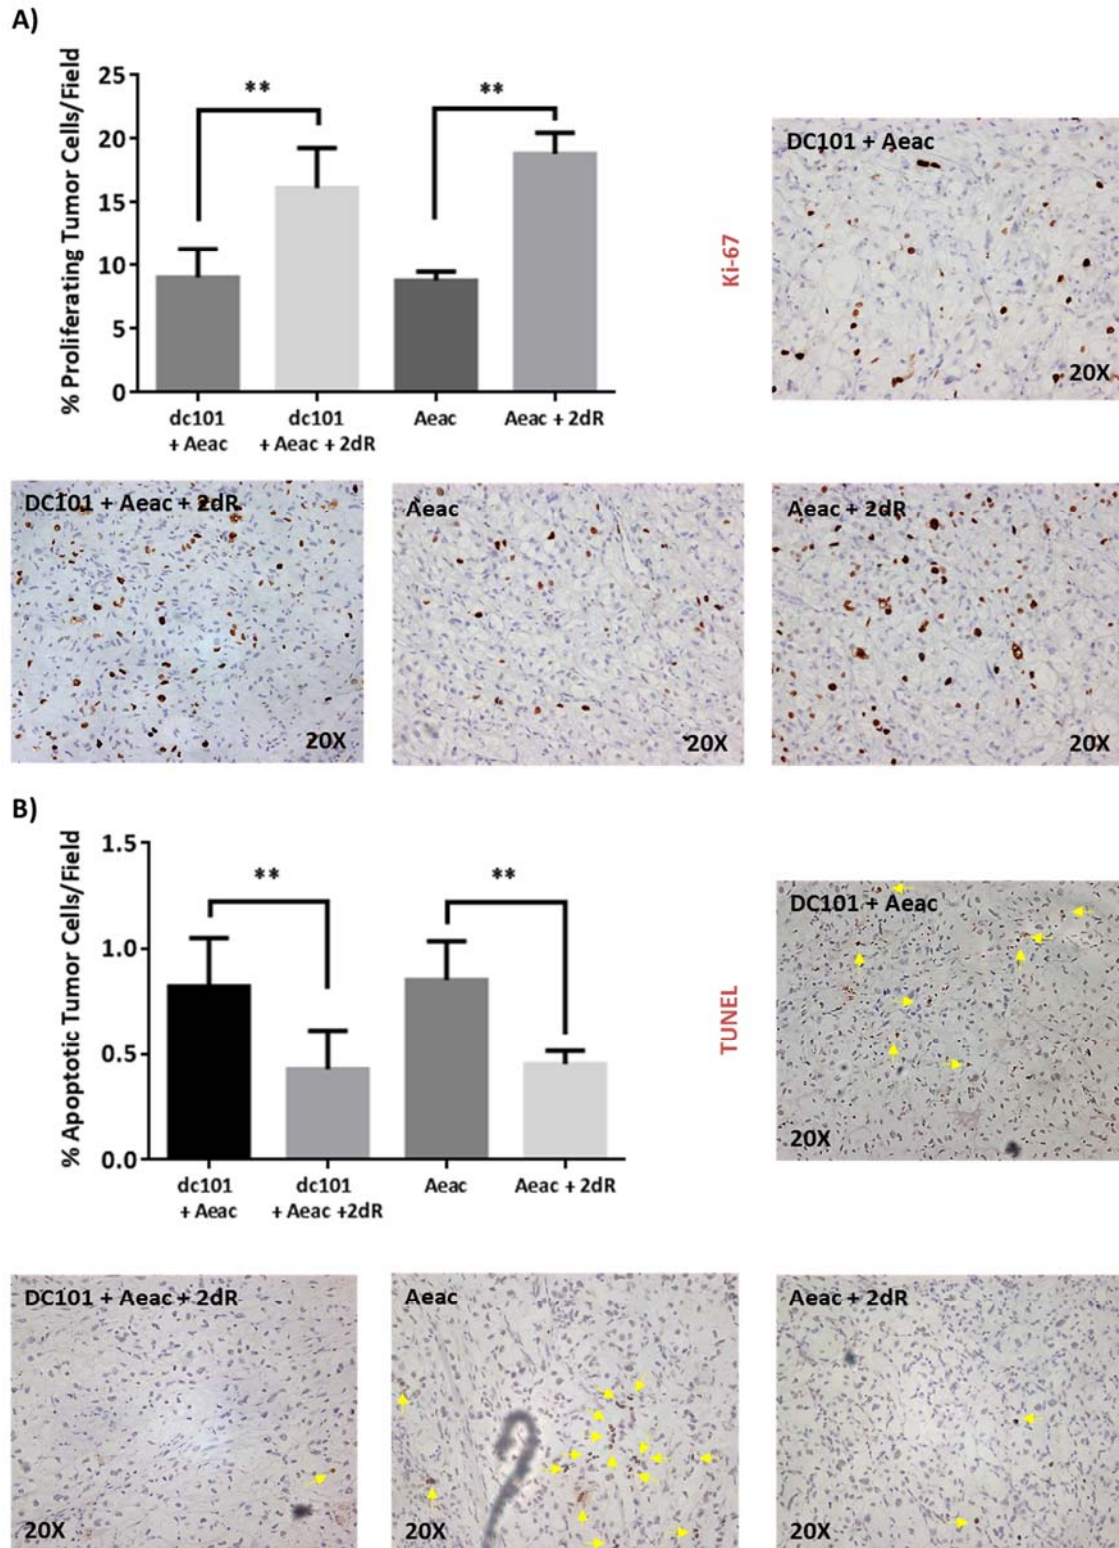 A)
% Proliferating Tumor Cells/Field
25
20
15
10
5
0
**
**
dc101
+ Aeac
dc101
+ Aeac + 2dR
Aeac
Aeac + 2dR
Ki-67
DC101 + Aeac
20X
DC101 + Aeac + 2dR
20X
Aeac
20X
Aeac + 2dR
20X
B)
% Apoptotic Tumor Cells/Field
1.5
1.0
0.5
0.0
**
**
dc101
+ Aeac
dc101
+ Aeac +2dR
Aeac
Aeac + 2dR
TUNEL
DC101 + Aeac
20X
DC101 + Aeac + 2dR
20X
Aeac
20X
Aeac + 2dR
20X